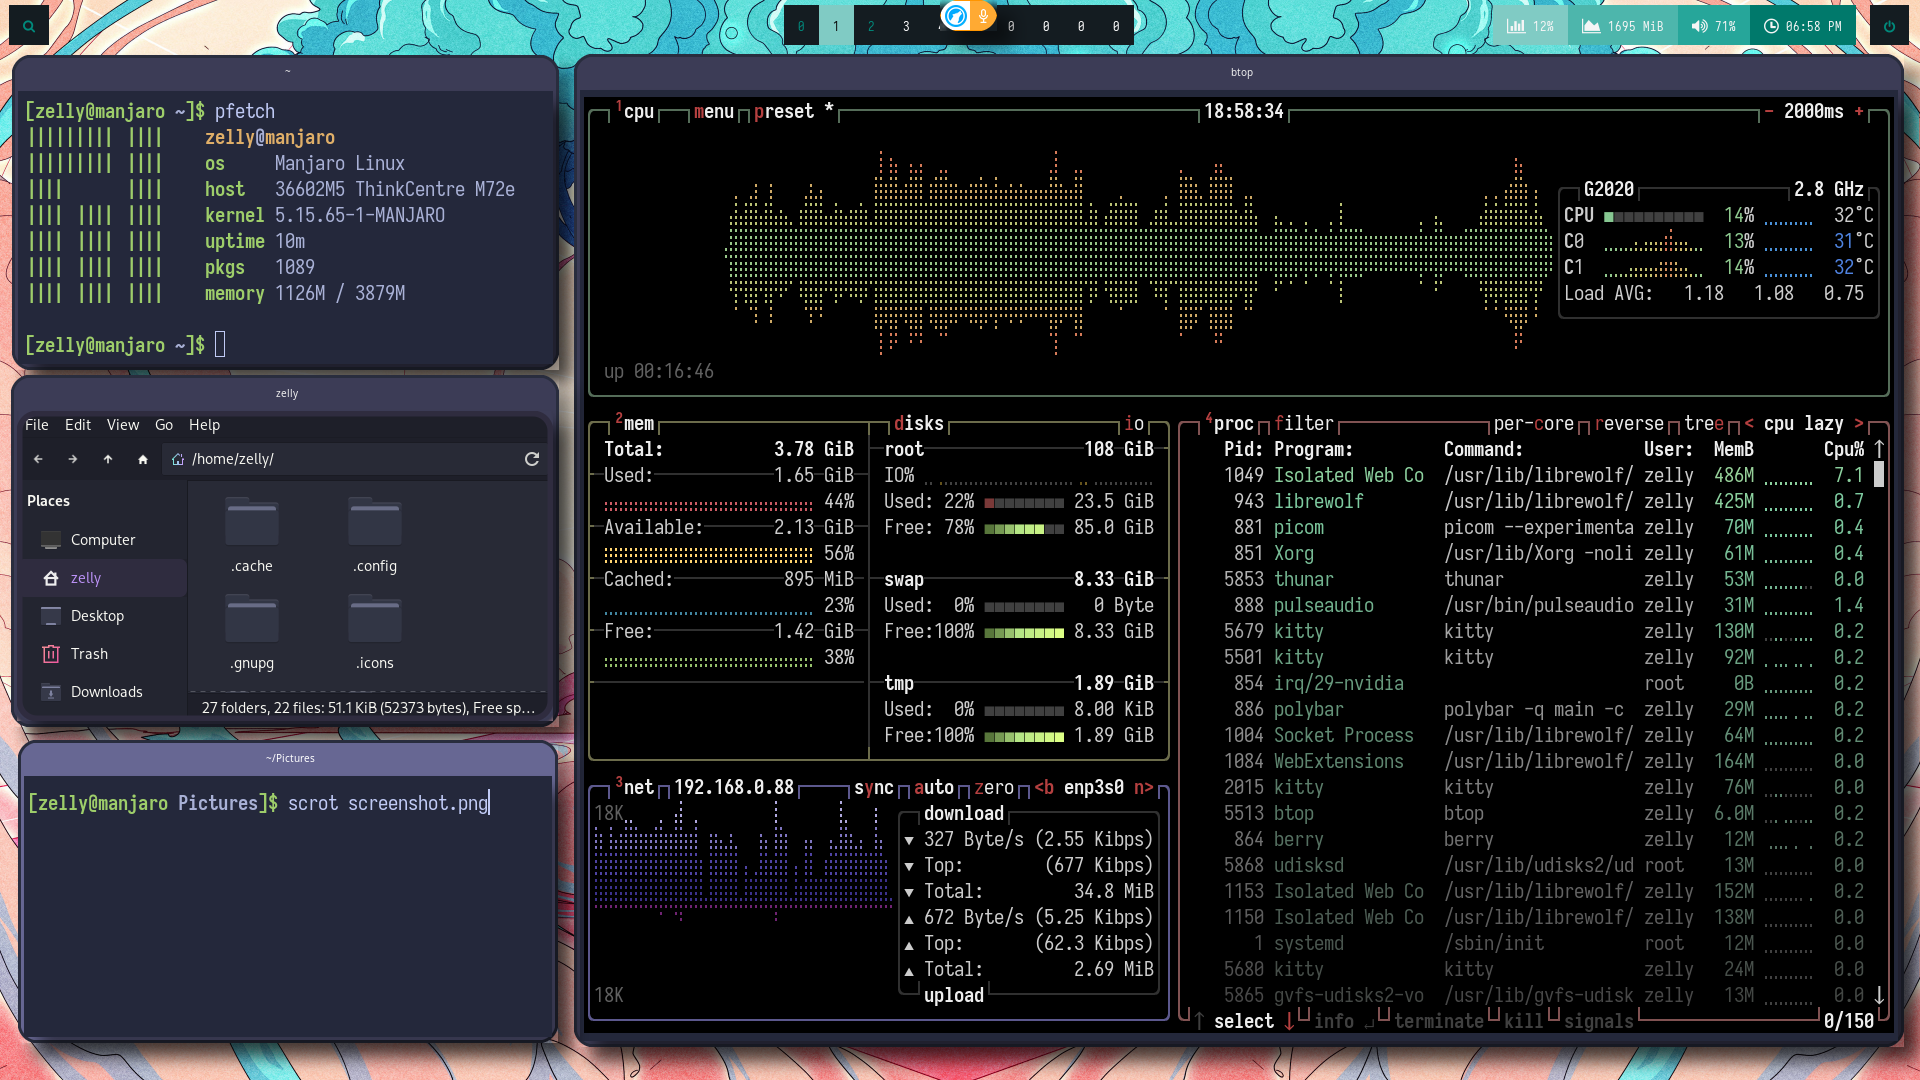 0 1 2 3 0 0 0 0
12% 1695 MiB 71% 06:58 PM
~
[zelly@manjaro ~]$ pfetch
zelly@manjaro
os Manjaro Linux
host 36602M5 ThinkCentre M72e
kernel 5.15.65-1-MANJARO
uptime 10m
pkgs 1089
memory 1126M / 3879M
[zelly@manjaro ~]$
zelly
File Edit View Go Help
/home/zelly/
Places
Computer
zelly
Desktop
Trash
Downloads
.cache .config
.gnupg .icons
27 folders, 22 files: 51.1 KiB (52373 bytes), Free sp…
~/Pictures
[zelly@manjaro Pictures]$ scrot screenshot.png
btop
1cpu menu preset * 18:58:34 - 2000ms +
G2020 2.8 GHz
CPU 14% 32°C
C0 13% 31°C
C1 14% 32°C
Load AVG: 1.18 1.08 0.75
up 00:16:46
2mem
Total: 3.78 GiB
Used: 1.65 GiB
44%
Available: 2.13 GiB
56%
Cached: 895 MiB
23%
Free: 1.42 GiB
38%
disks io
root 108 GiB
IO%
Used: 22% 23.5 GiB
Free: 78% 85.0 GiB
swap 8.33 GiB
Used: 0% 0 Byte
Free:100% 8.33 GiB
tmp 1.89 GiB
Used: 0% 8.00 KiB
Free:100% 1.89 GiB
3net 192.168.0.88 sync auto zero <b enp3s0 n>
18K
download
▼ 327 Byte/s (2.55 Kibps)
▼ Top: (677 Kibps)
▼ Total: 34.8 MiB
▲ 672 Byte/s (5.25 Kibps)
▲ Top: (62.3 Kibps)
▲ Total: 2.69 MiB
upload
18K
4proc filter per-core reverse tree < cpu lazy >
Pid: Program: Command: User: MemB Cpu% ↑
1049 Isolated Web Co /usr/lib/librewolf/ zelly 486M 7.1
943 librewolf /usr/lib/librewolf/ zelly 425M 0.7
881 picom picom --experimenta zelly 70M 0.4
851 Xorg /usr/lib/Xorg -noli zelly 61M 0.4
5853 thunar thunar zelly 53M 0.0
888 pulseaudio /usr/bin/pulseaudio zelly 31M 1.4
5679 kitty kitty zelly 130M 0.2
5501 kitty kitty zelly 92M 0.2
854 irq/29-nvidia root 0B 0.2
886 polybar polybar -q main -c zelly 29M 0.2
1004 Socket Process /usr/lib/librewolf/ zelly 64M 0.2
1084 WebExtensions /usr/lib/librewolf/ zelly 164M 0.0
2015 kitty kitty zelly 76M 0.0
5513 btop btop zelly 6.0M 0.2
864 berry berry zelly 12M 0.2
5868 udisksd /usr/lib/udisks2/ud root 13M 0.0
1153 Isolated Web Co /usr/lib/librewolf/ zelly 152M 0.2
1150 Isolated Web Co /usr/lib/librewolf/ zelly 138M 0.0
1 systemd /sbin/init root 12M 0.0
5680 kitty kitty zelly 24M 0.0
5865 gvfs-udisks2-vo /usr/lib/gvfs-udisk zelly 13M 0.0 ↓
↑ select ↓ info ↵ terminate kill signals 0/150